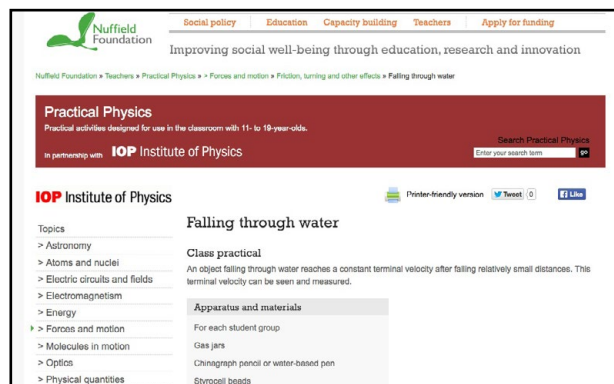 Nuffield
Foundation
Social policy Education Capacity building Teachers Apply for funding
Improving social well-being through education, research and innovation
Nuffield Foundation » Teachers » Practical Physics » » Forces and motion » Friction, turning and other effects » Falling through water
Practical Physics
Practical activities designed for use in the classroom with 11- to 19-year-olds.
In partnership with IOP Institute of Physics
Search Practical Physics
Enter your search term go
IOP Institute of Physics
Printer-friendly version Tweet 0 Like
Topics
> Astronomy
> Atoms and nuclei
> Electric circuits and fields
> Electromagnetism
> Energy
> Forces and motion
> Molecules in motion
> Optics
> Physical quantities
Falling through water
Class practical
An object falling through water reaches a constant terminal velocity after falling relatively small distances. This
terminal velocity can be seen and measured.
Apparatus and materials
For each student group
Gas jars
Chinagraph pencil or water-based pen
Styrocell beads